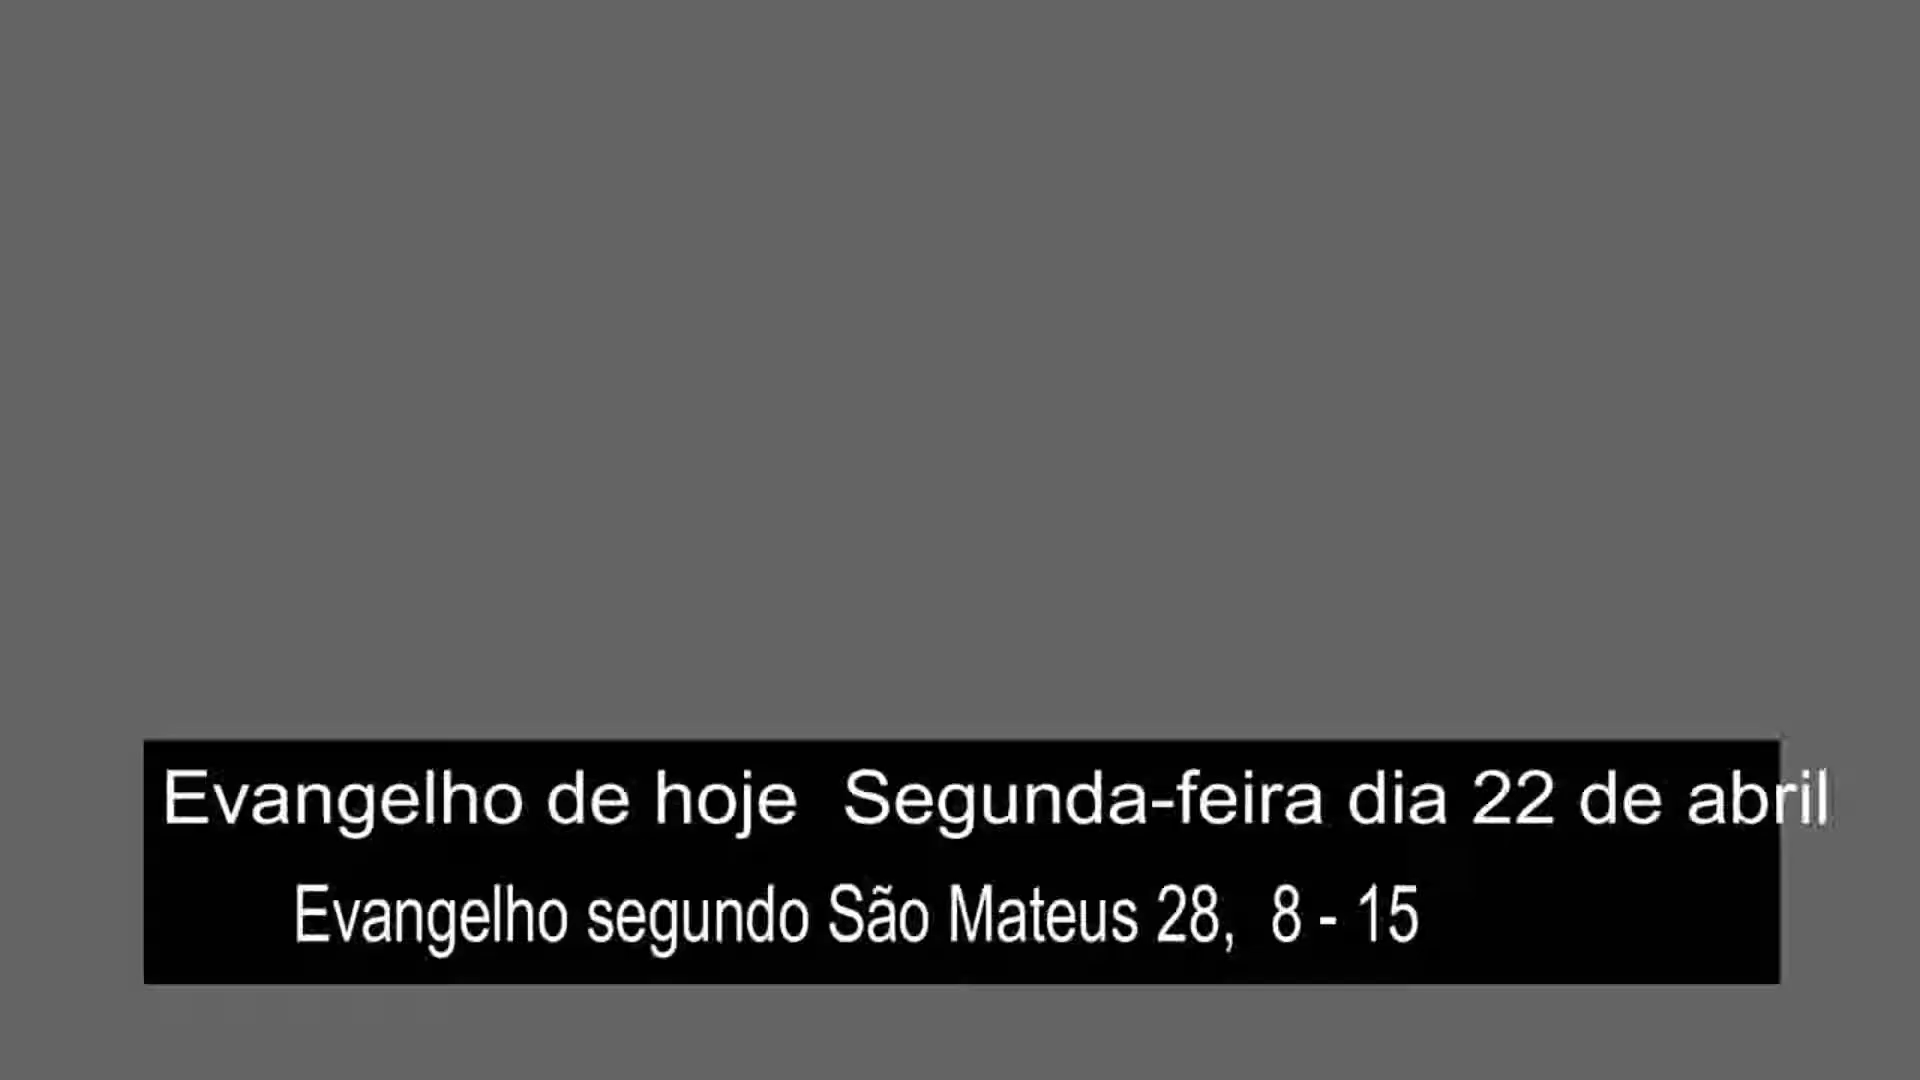 Evangelho de hoje  Segunda-feira dia 22 de abril
Evangelho segundo São Mateus 28,  8 - 15